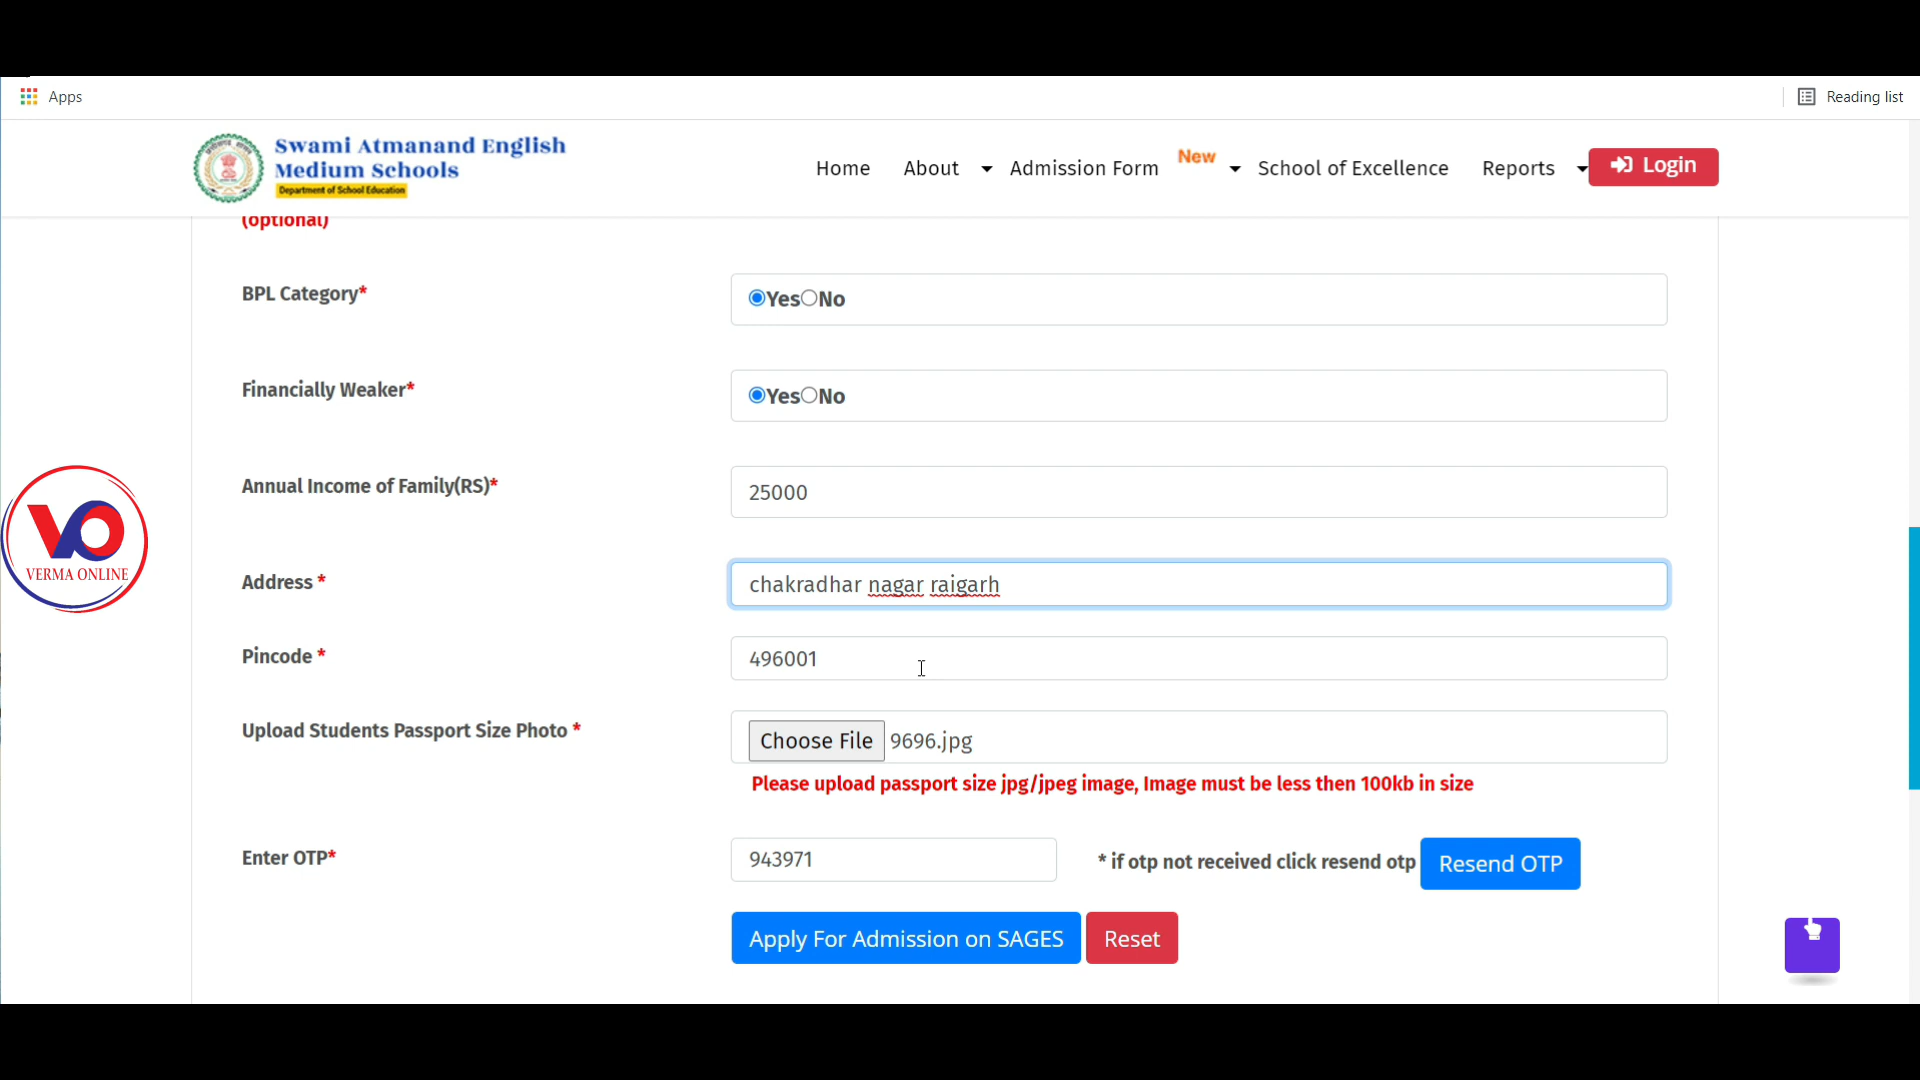 Apps
Reading list
Swami Atmanand English
Medium Schools
Department of School Education
Home About Admission Form New School of Excellence Reports Login
(optional)
BPL Category* Yes No
Financially Weaker* Yes No
Annual Income of Family(RS)* 25000
Address * chakradhar nagar raigarh
VERMA ONLINE
Pincode * 496001
Upload Students Passport Size Photo * Choose File 9696.jpg
Please upload passport size jpg/jpeg image, Image must be less then 100kb in size
Enter OTP* 943971 * if otp not received click resend otp Resend OTP
Apply For Admission on SAGES Reset